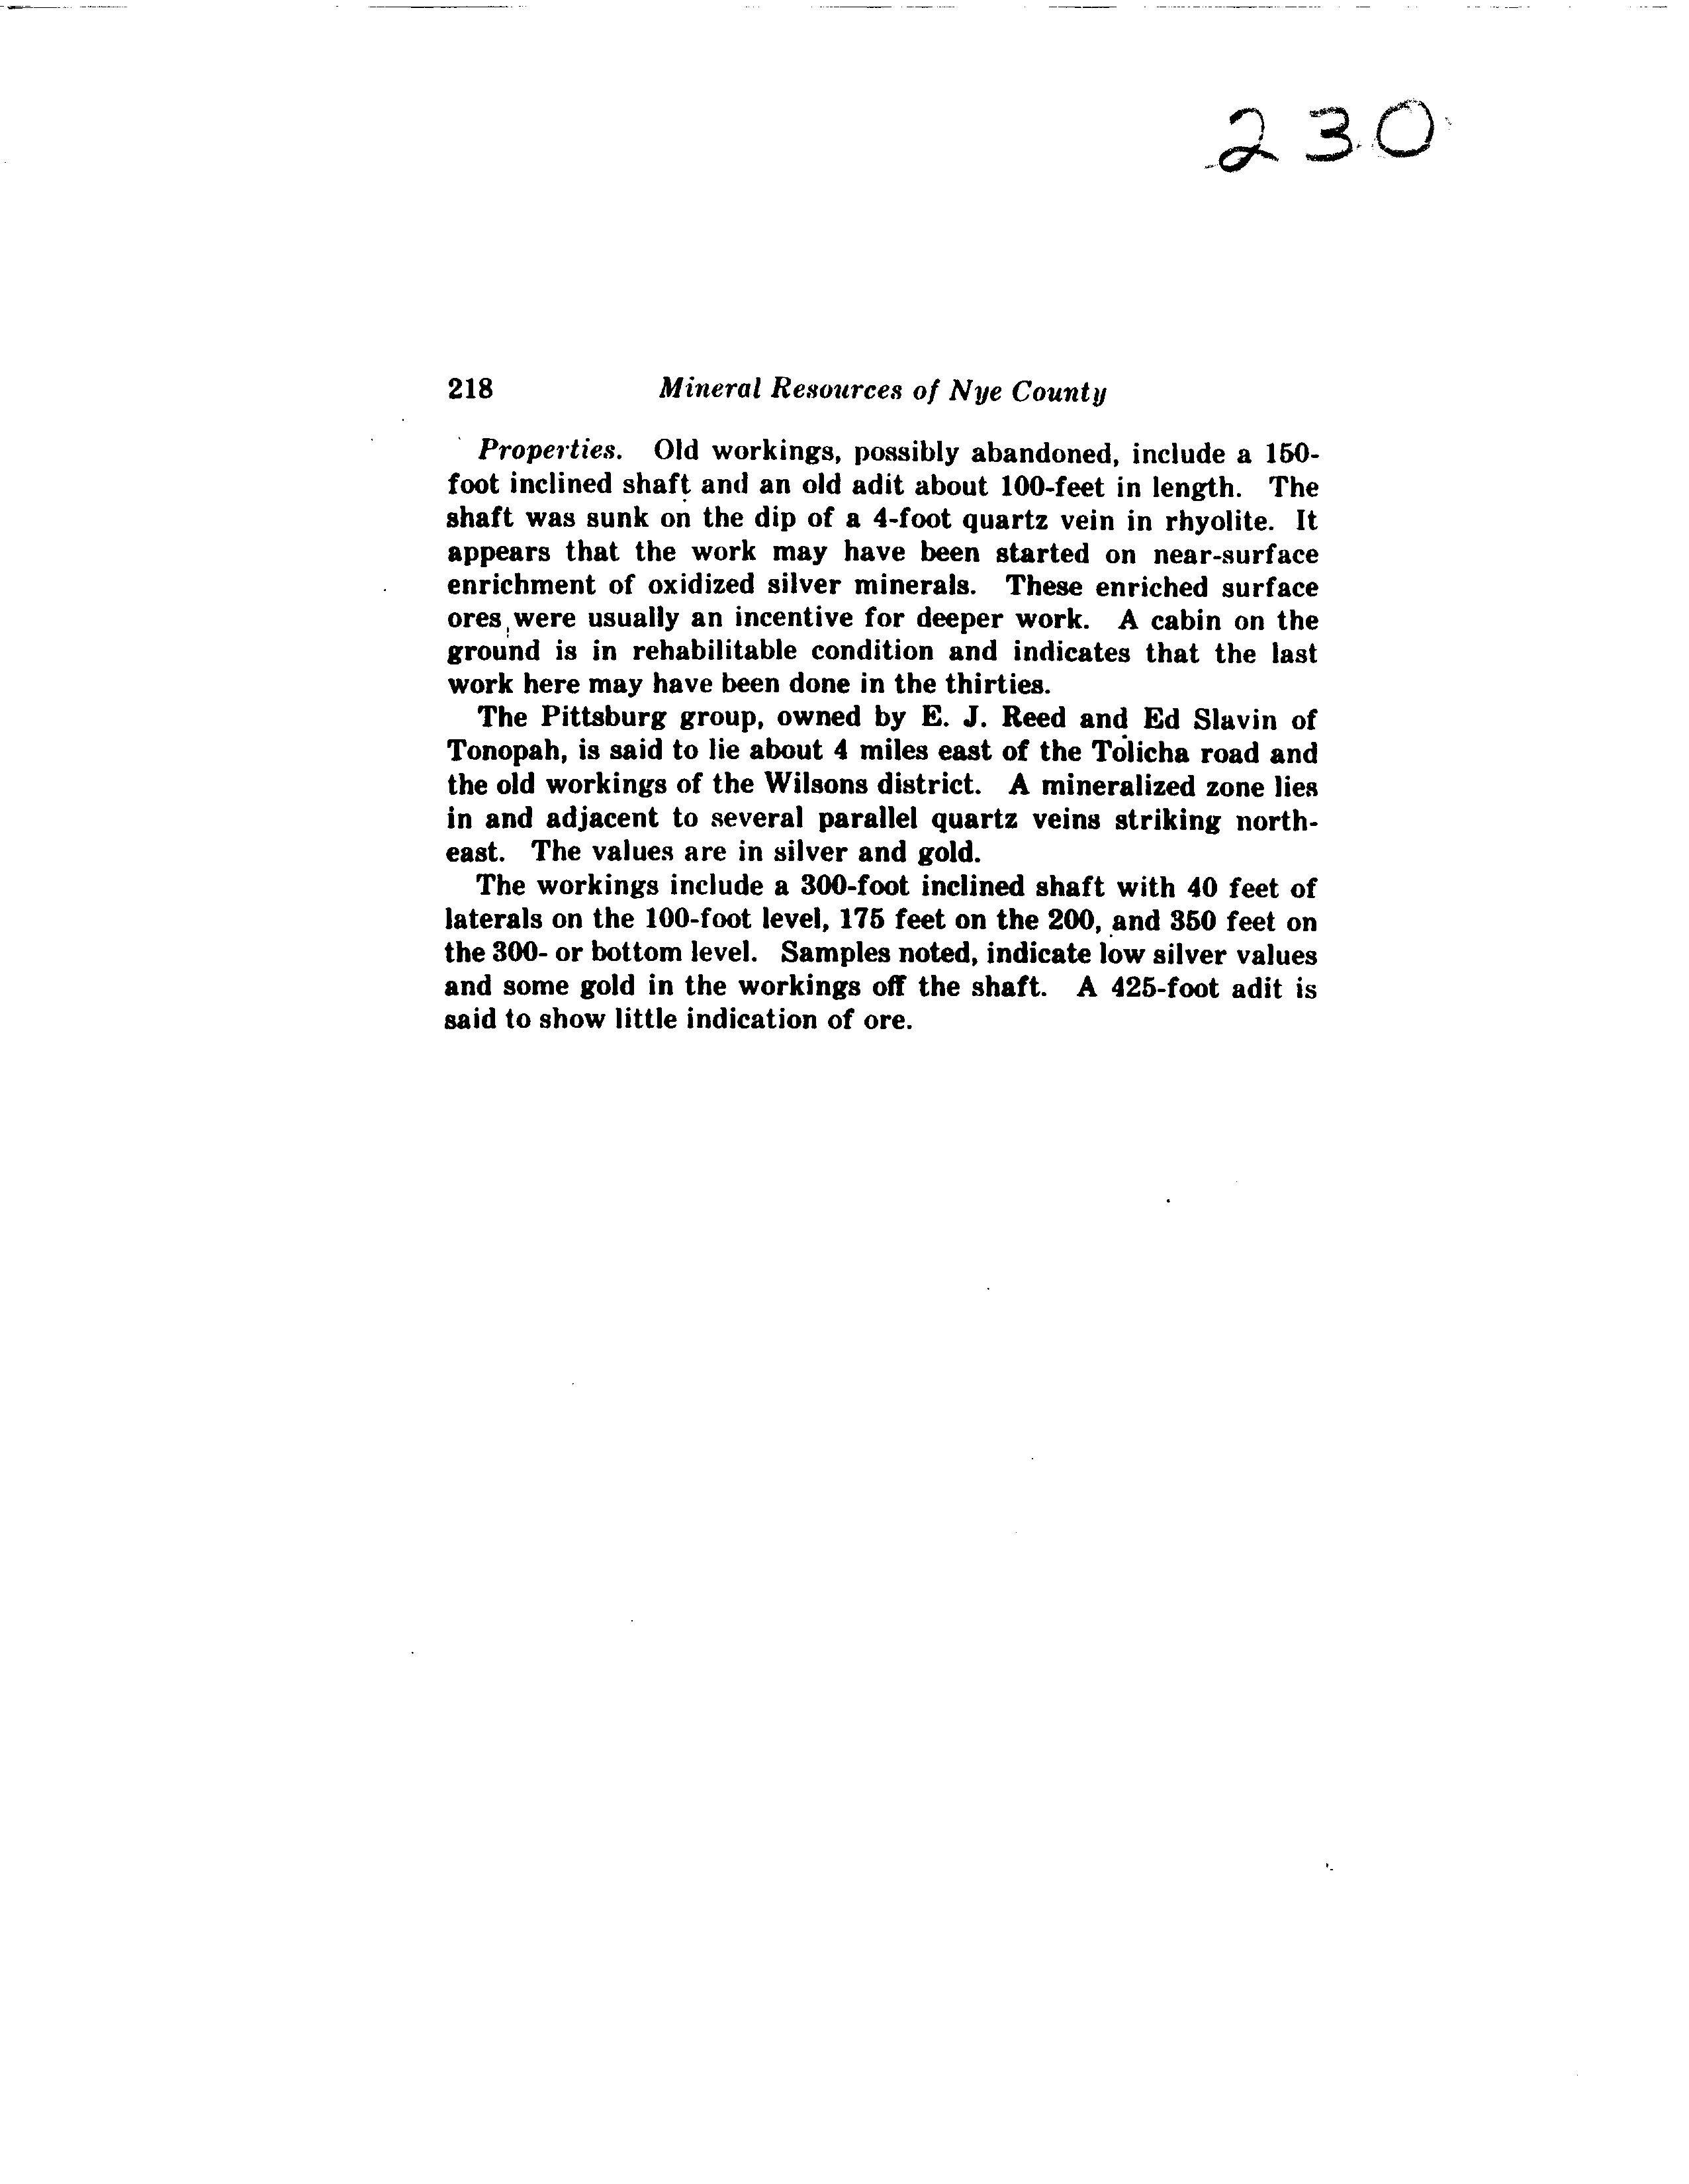 230
218 Mineral Resources of Nye County
Properties. Old workings, possibly abandoned, include a 150-
foot inclined shaft and an old adit about 100-feet in length. The
shaft was sunk on the dip of a 4-foot quartz vein in rhyolite. It
appears that the work may have been started on near-surface
enrichment of oxidized silver minerals. These enriched surface
ores were usually an incentive for deeper work. A cabin on the
ground is in rehabilitable condition and indicates that the last
work here may have been done in the thirties.
The Pittsburg group, owned by E. J. Reed and Ed Slavin of
Tonopah, is said to lie about 4 miles east of the Tolicha road and
the old workings of the Wilsons district. A mineralized zone lies
in and adjacent to several parallel quartz veins striking north-
east. The values are in silver and gold.
The workings include a 300-foot inclined shaft with 40 feet of
laterals on the 100-foot level, 175 feet on the 200, and 350 feet on
the 300- or bottom level. Samples noted, indicate low silver values
and some gold in the workings off the shaft. A 425-foot adit is
said to show little indication of ore.